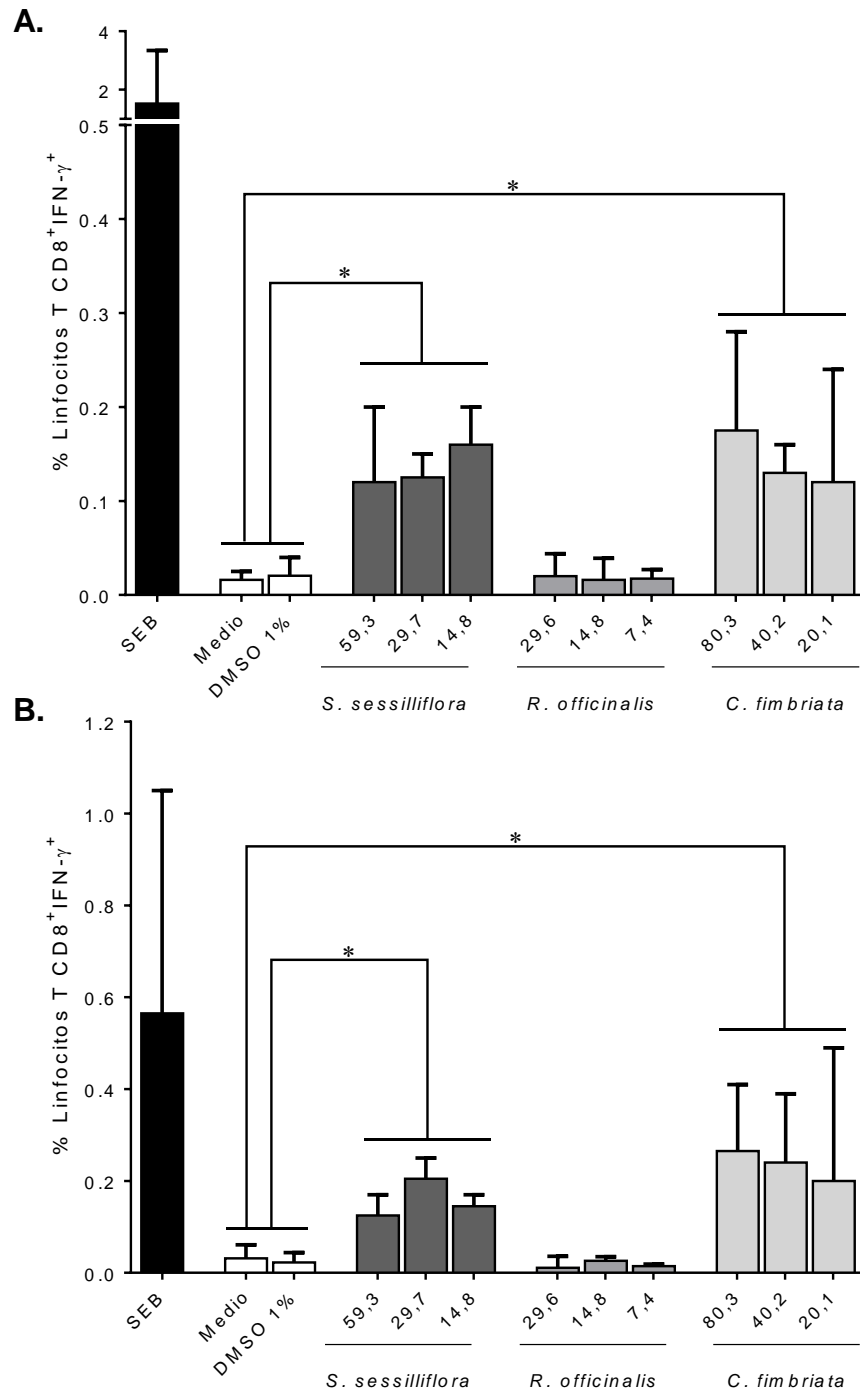 A.
% Linfocitos T CD8⁺IFN-γ⁺
4
2
0.5
0.4
0.3
0.2
0.1
0.0
*
*
SEB
Medio
DMSO 1%
59,3
29,7
14,8
29,6
14,8
7,4
80,3
40,2
20,1
S. sessilliflora
R. officinalis
C. fimbriata
B.
% Linfocitos T CD8⁺IFN-γ⁺
1.2
1.0
0.8
0.6
0.4
0.2
0.0
*
*
SEB
Medio
DMSO 1%
59,3
29,7
14,8
29,6
14,8
7,4
80,3
40,2
20,1
S. sessilliflora
R. officinalis
C. fimbriata